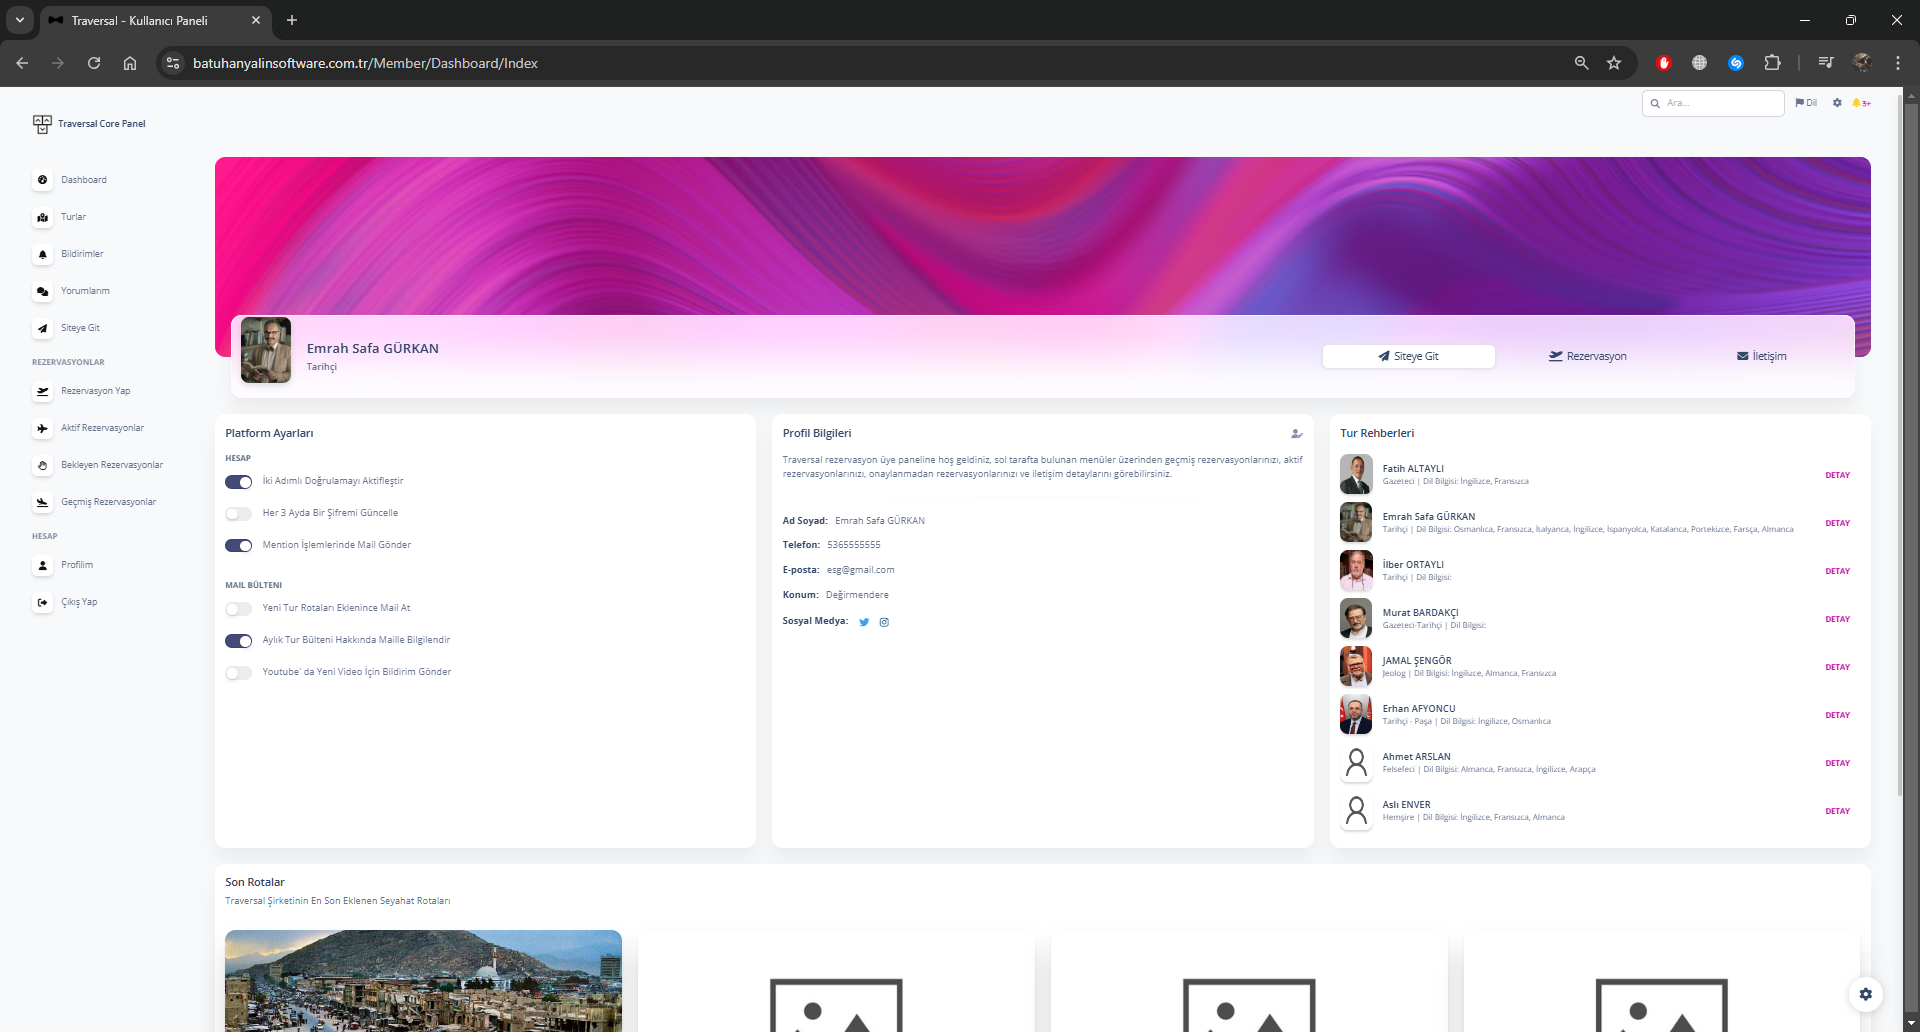 Traversal - Kullanıcı Paneli
batuhanyalinsoftware.com.tr/Member/Dashboard/Index
Ara...
Dil
3+
Traversal Core Panel
Dashboard
Turlar
Bildirimler
Yorumlarım
Siteye Git
REZERVASYONLAR
Rezervasyon Yap
Aktif Rezervasyonlar
Bekleyen Rezervasyonlar
Geçmiş Rezervasyonlar
HESAP
Profilim
Çıkış Yap
Emrah Safa GÜRKAN
Tarihçi
Siteye Git
Rezervasyon
İletişim
Platform Ayarları
HESAP
İki Adımlı Doğrulamayı Aktifleştir
Her 3 Ayda Bir Şifremi Güncelle
Mention İşlemlerinde Mail Gönder
MAIL BÜLTENI
Yeni Tur Rotaları Eklenince Mail At
Aylık Tur Bülteni Hakkında Maille Bilgilendir
Youtube' da Yeni Video İçin Bildirim Gönder
Profil Bilgileri
Traversal rezervasyon üye paneline hoş geldiniz, sol tarafta bulunan menüler üzerinden geçmiş rezervasyonlarınızı, aktif
rezervasyonlarınızı, onaylanmadan rezervasyonlarınızı ve iletişim detaylarını görebilirsiniz.
Ad Soyad: Emrah Safa GÜRKAN
Telefon: 5365555555
E-posta: esg@gmail.com
Konum: Değirmendere
Sosyal Medya:
Tur Rehberleri
Fatih ALTAYLI
Gazeteci | Dil Bilgisi: İngilizce, Fransızca
DETAY
Emrah Safa GÜRKAN
Tarihçi | Dil Bilgisi: Osmanlıca, Fransızca, İtalyanca, İngilizce, İspanyolca, Katalanca, Portekizce, Farsça, Almanca
DETAY
İlber ORTAYLI
Tarihçi | Dil Bilgisi:
DETAY
Murat BARDAKÇI
Gazeteci-Tarihçi | Dil Bilgisi:
DETAY
JAMAL ŞENGÖR
Jeolog | Dil Bilgisi: İngilizce, Almanca, Fransızca
DETAY
Erhan AFYONCU
Tarihçi - Paşa | Dil Bilgisi: İngilizce, Osmanlıca
DETAY
Ahmet ARSLAN
Felsefeci | Dil Bilgisi: Almanca, Fransızca, İngilizce, Arapça
DETAY
Aslı ENVER
Hemşire | Dil Bilgisi: İngilizce, Fransızca, Almanca
DETAY
Son Rotalar
Traversal Şirketinin En Son Eklenen Seyahat Rotaları